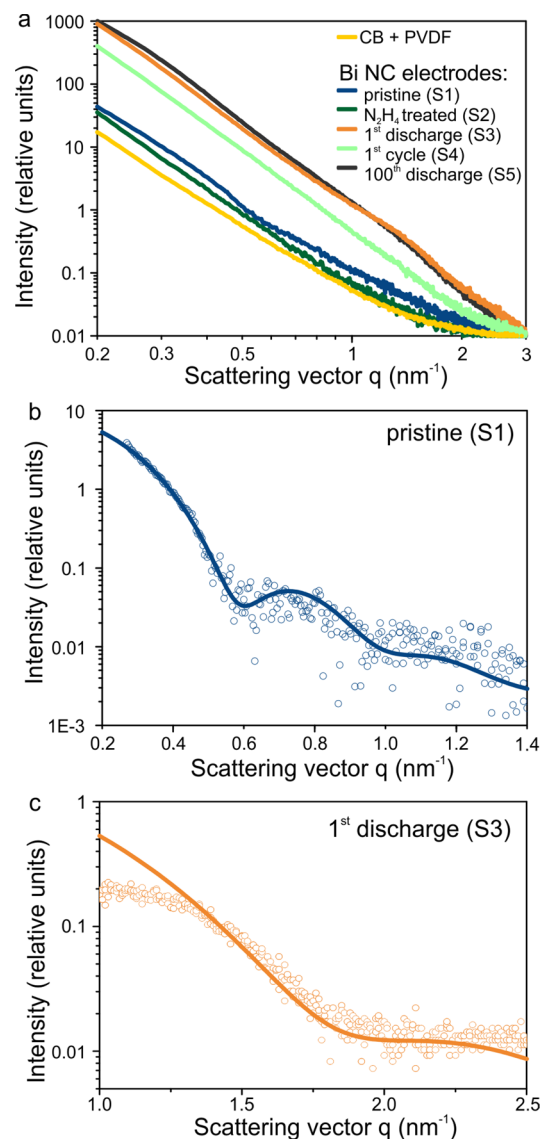 a
1000
100
10
1
0.1
0.01
Intensity (relative units)
CB + PVDF
Bi NC electrodes:
pristine (S1)
N₂H₄ treated (S2)
1ˢᵗ discharge (S3)
1ˢᵗ cycle (S4)
100ᵗʰ discharge (S5)
0.2 0.3 0.5 1 2 3
Scattering vector q (nm⁻¹)
b
pristine (S1)
10
1
0.1
0.01
1E-3
Intensity (relative units)
0.2 0.4 0.6 0.8 1.0 1.2 1.4
Scattering vector q (nm⁻¹)
c
1ˢᵗ discharge (S3)
1
0.1
0.01
Intensity (relative units)
1.0 1.5 2.0 2.5
Scattering vector q (nm⁻¹)